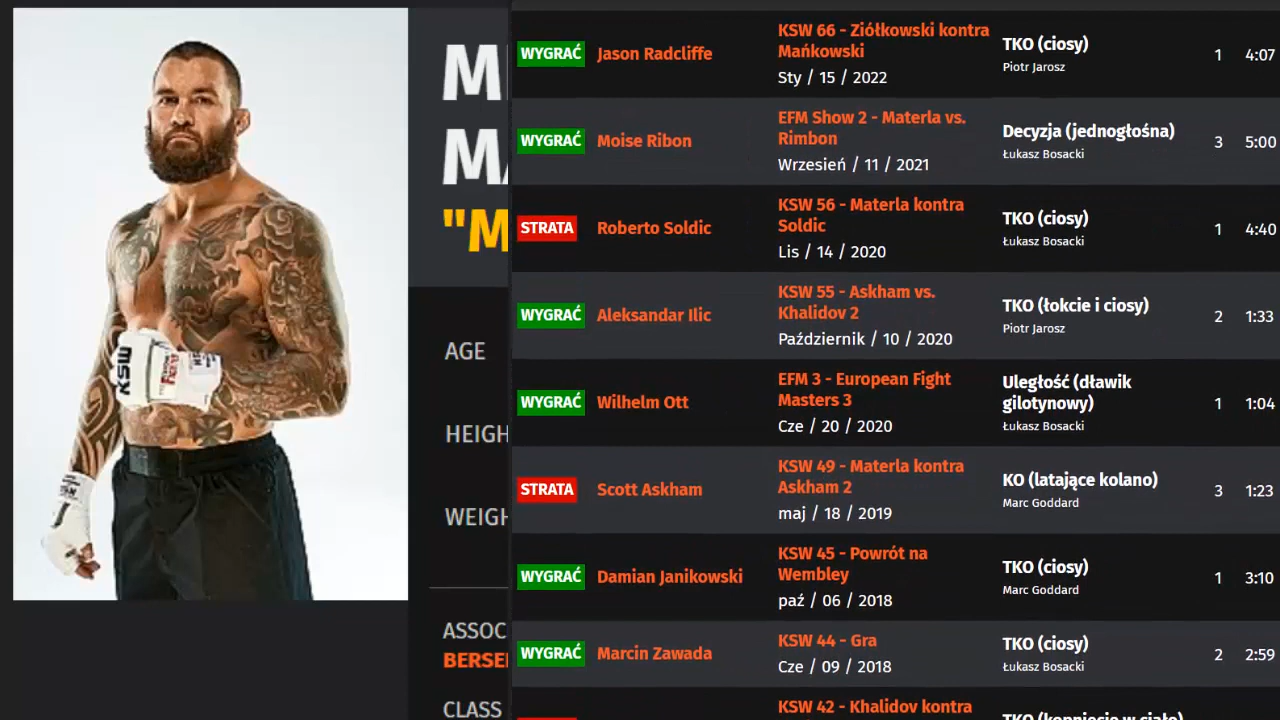 M
MA
"M
AGE
HEIGH
WEIGH
ASSOC
BERSE
CLASS
WYGRAĆ Jason Radcliffe KSW 66 - Ziółkowski kontra Mańkowski Sty / 15 / 2022 TKO (ciosy) Piotr Jarosz 1 4:07
WYGRAĆ Moise Ribon EFM Show 2 - Materla vs. Rimbon Wrzesień / 11 / 2021 Decyzja (jednogłośna) Łukasz Bosacki 3 5:00
STRATA Roberto Soldic KSW 56 - Materla kontra Soldic Lis / 14 / 2020 TKO (ciosy) Łukasz Bosacki 1 4:40
WYGRAĆ Aleksandar Ilic KSW 55 - Askham vs. Khalidov 2 Październik / 10 / 2020 TKO (łokcie i ciosy) Piotr Jarosz 2 1:33
WYGRAĆ Wilhelm Ott EFM 3 - European Fight Masters 3 Cze / 20 / 2020 Uległość (dławik gilotynowy) Łukasz Bosacki 1 1:04
STRATA Scott Askham KSW 49 - Materla kontra Askham 2 maj / 18 / 2019 KO (latające kolano) Marc Goddard 3 1:23
WYGRAĆ Damian Janikowski KSW 45 - Powrót na Wembley paź / 06 / 2018 TKO (ciosy) Marc Goddard 1 3:10
WYGRAĆ Marcin Zawada KSW 44 - Gra Cze / 09 / 2018 TKO (ciosy) Łukasz Bosacki 2 2:59
KSW 42 - Khalidov kontra
TKO (kopnięcie w ciało)
KSW